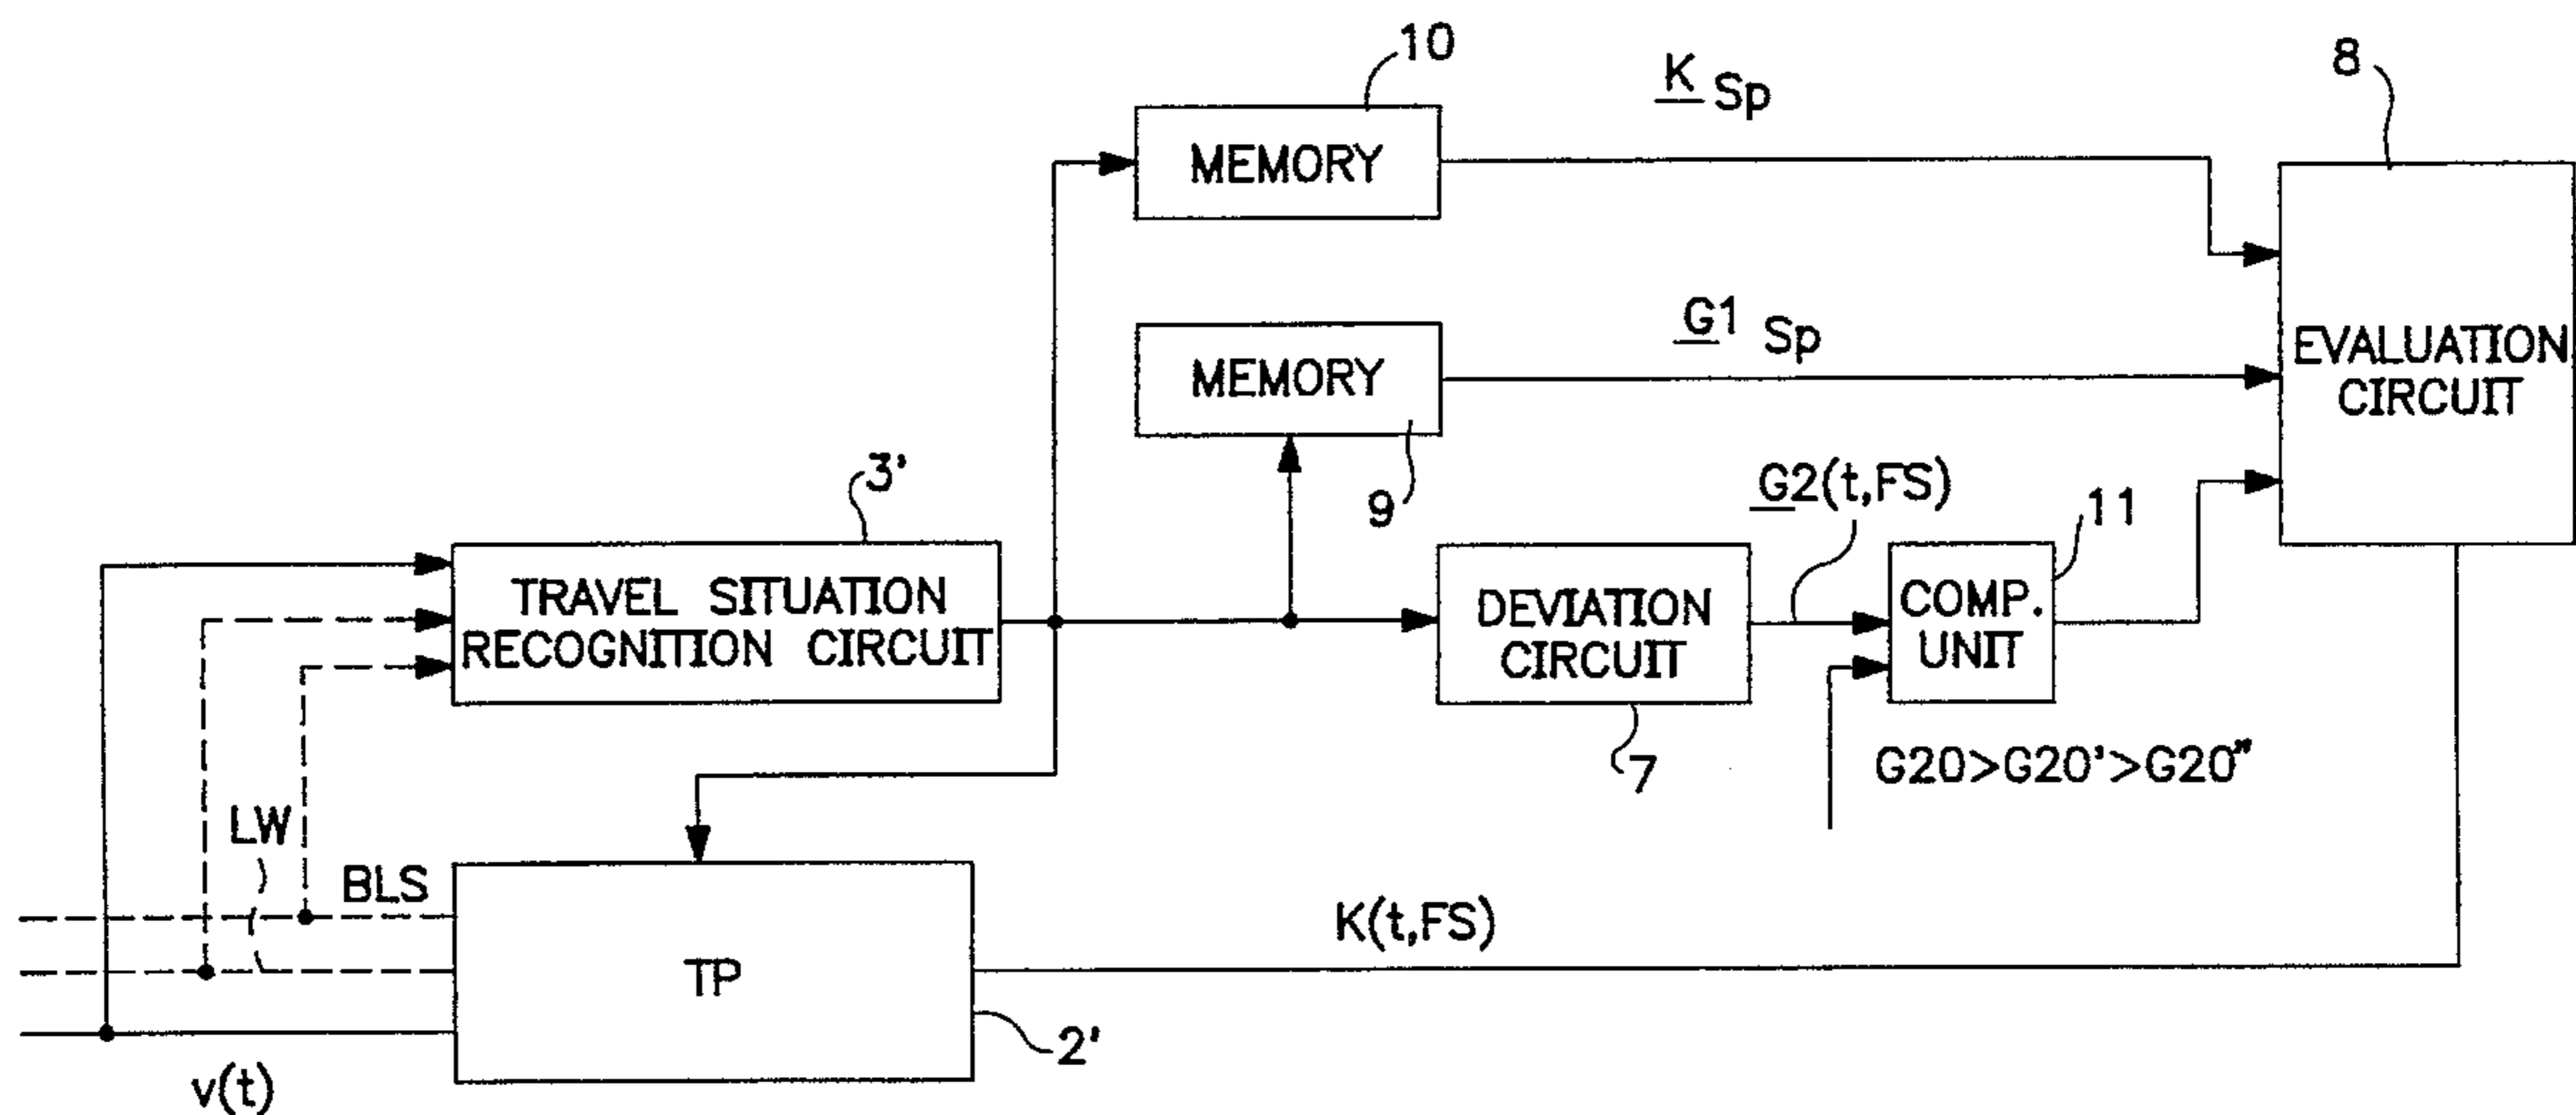 10
K Sp
8
MEMORY
G1 Sp
EVALUATION
CIRCUIT
MEMORY
3'
9
G2(t,FS)
11
TRAVEL SITUATION
RECOGNITION CIRCUIT
DEVIATION
CIRCUIT
COMP.
UNIT
7
G20>G20'>G20"
LW
BLS
K(t,FS)
TP
2'
v(t)